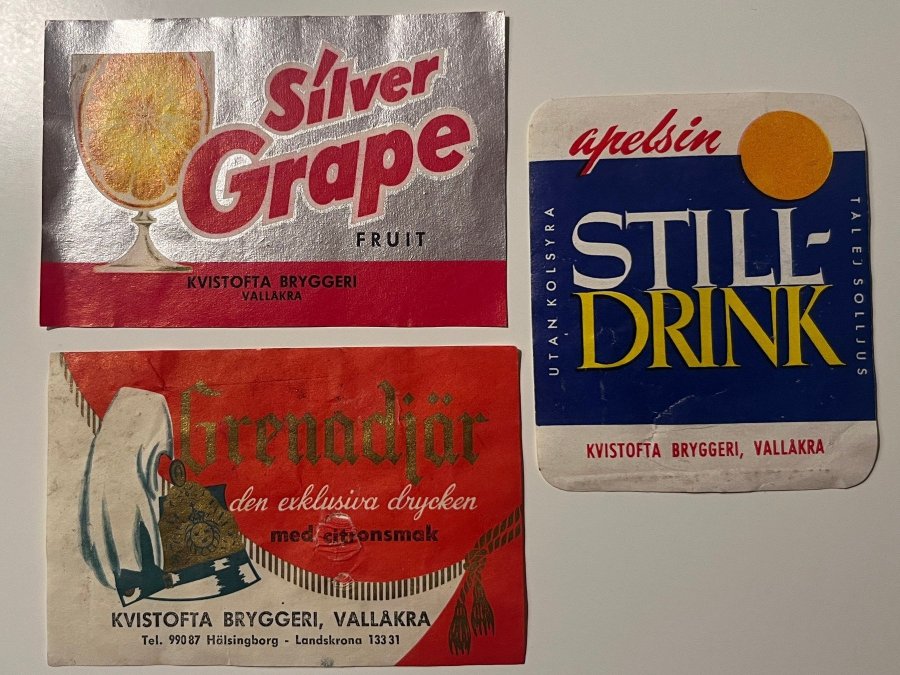 Silver
Grape
FRUIT
KVISTOFTA BRYGGERI
VALLÅKRA
apelsin
STILL-
DRINK
UTAN KOLSYRA
TÅL EJ SOLLJUS
KVISTOFTA BRYGGERI, VALLÅKRA
Grenadjär
den exklusiva drycken
med citronsmak
KVISTOFTA BRYGGERI, VALLÅKRA
Tel. 99087 Hälsingborg - Landskrona 13331